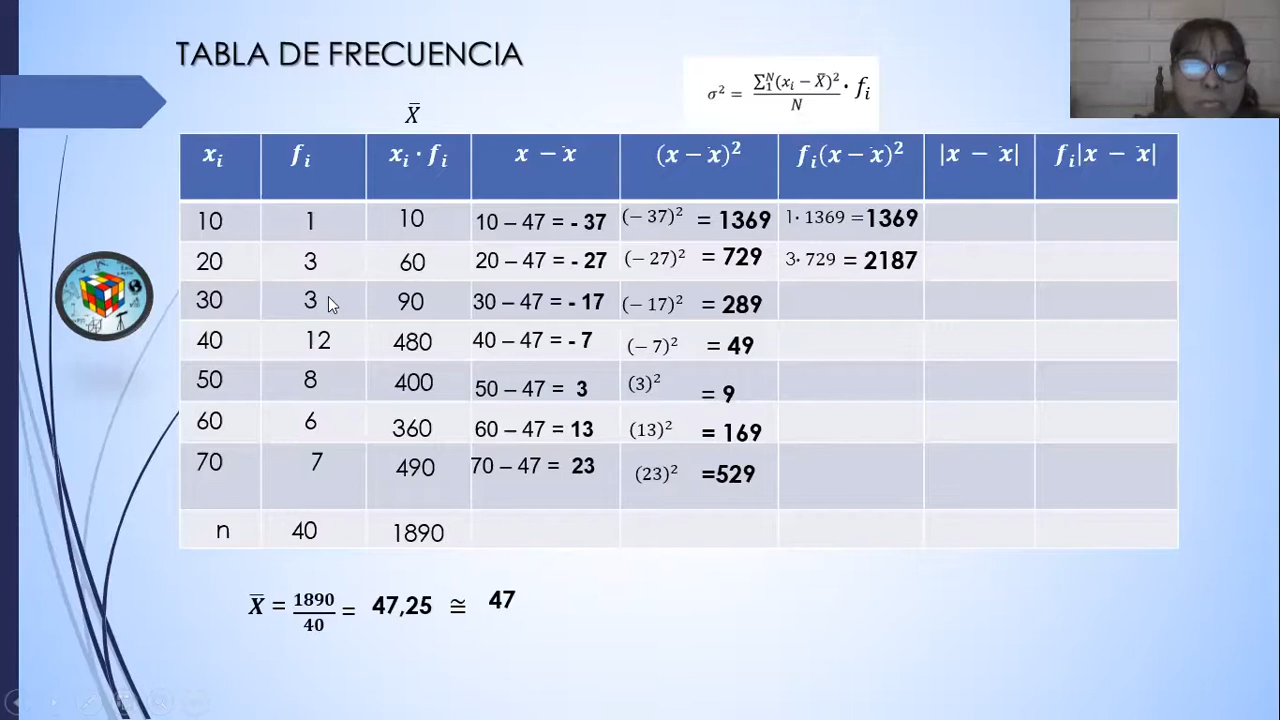 TABLA DE FRECUENCIA
σ² = ∑₁ᴺ(xᵢ − X̄)² / N · fᵢ
X̄
xᵢ fᵢ xᵢ · fᵢ x − x̄ (x − x̄)² fᵢ(x − x̄)² |x − x̄| fᵢ|x − x̄|
10 1 10 10 – 47 = - 37 (− 37)² = 1369 1· 1369 = 1369
20 3 60 20 – 47 = - 27 (− 27)² = 729 3· 729 = 2187
30 3 90 30 – 47 = - 17 (− 17)² = 289
40 12 480 40 – 47 = - 7 (− 7)² = 49
50 8 400 50 – 47 = 3 (3)² = 9
60 6 360 60 – 47 = 13 (13)² = 169
70 7 490 70 – 47 = 23 (23)² =529
n 40 1890
X̄ = 1890/40 = 47,25 ≅ 47